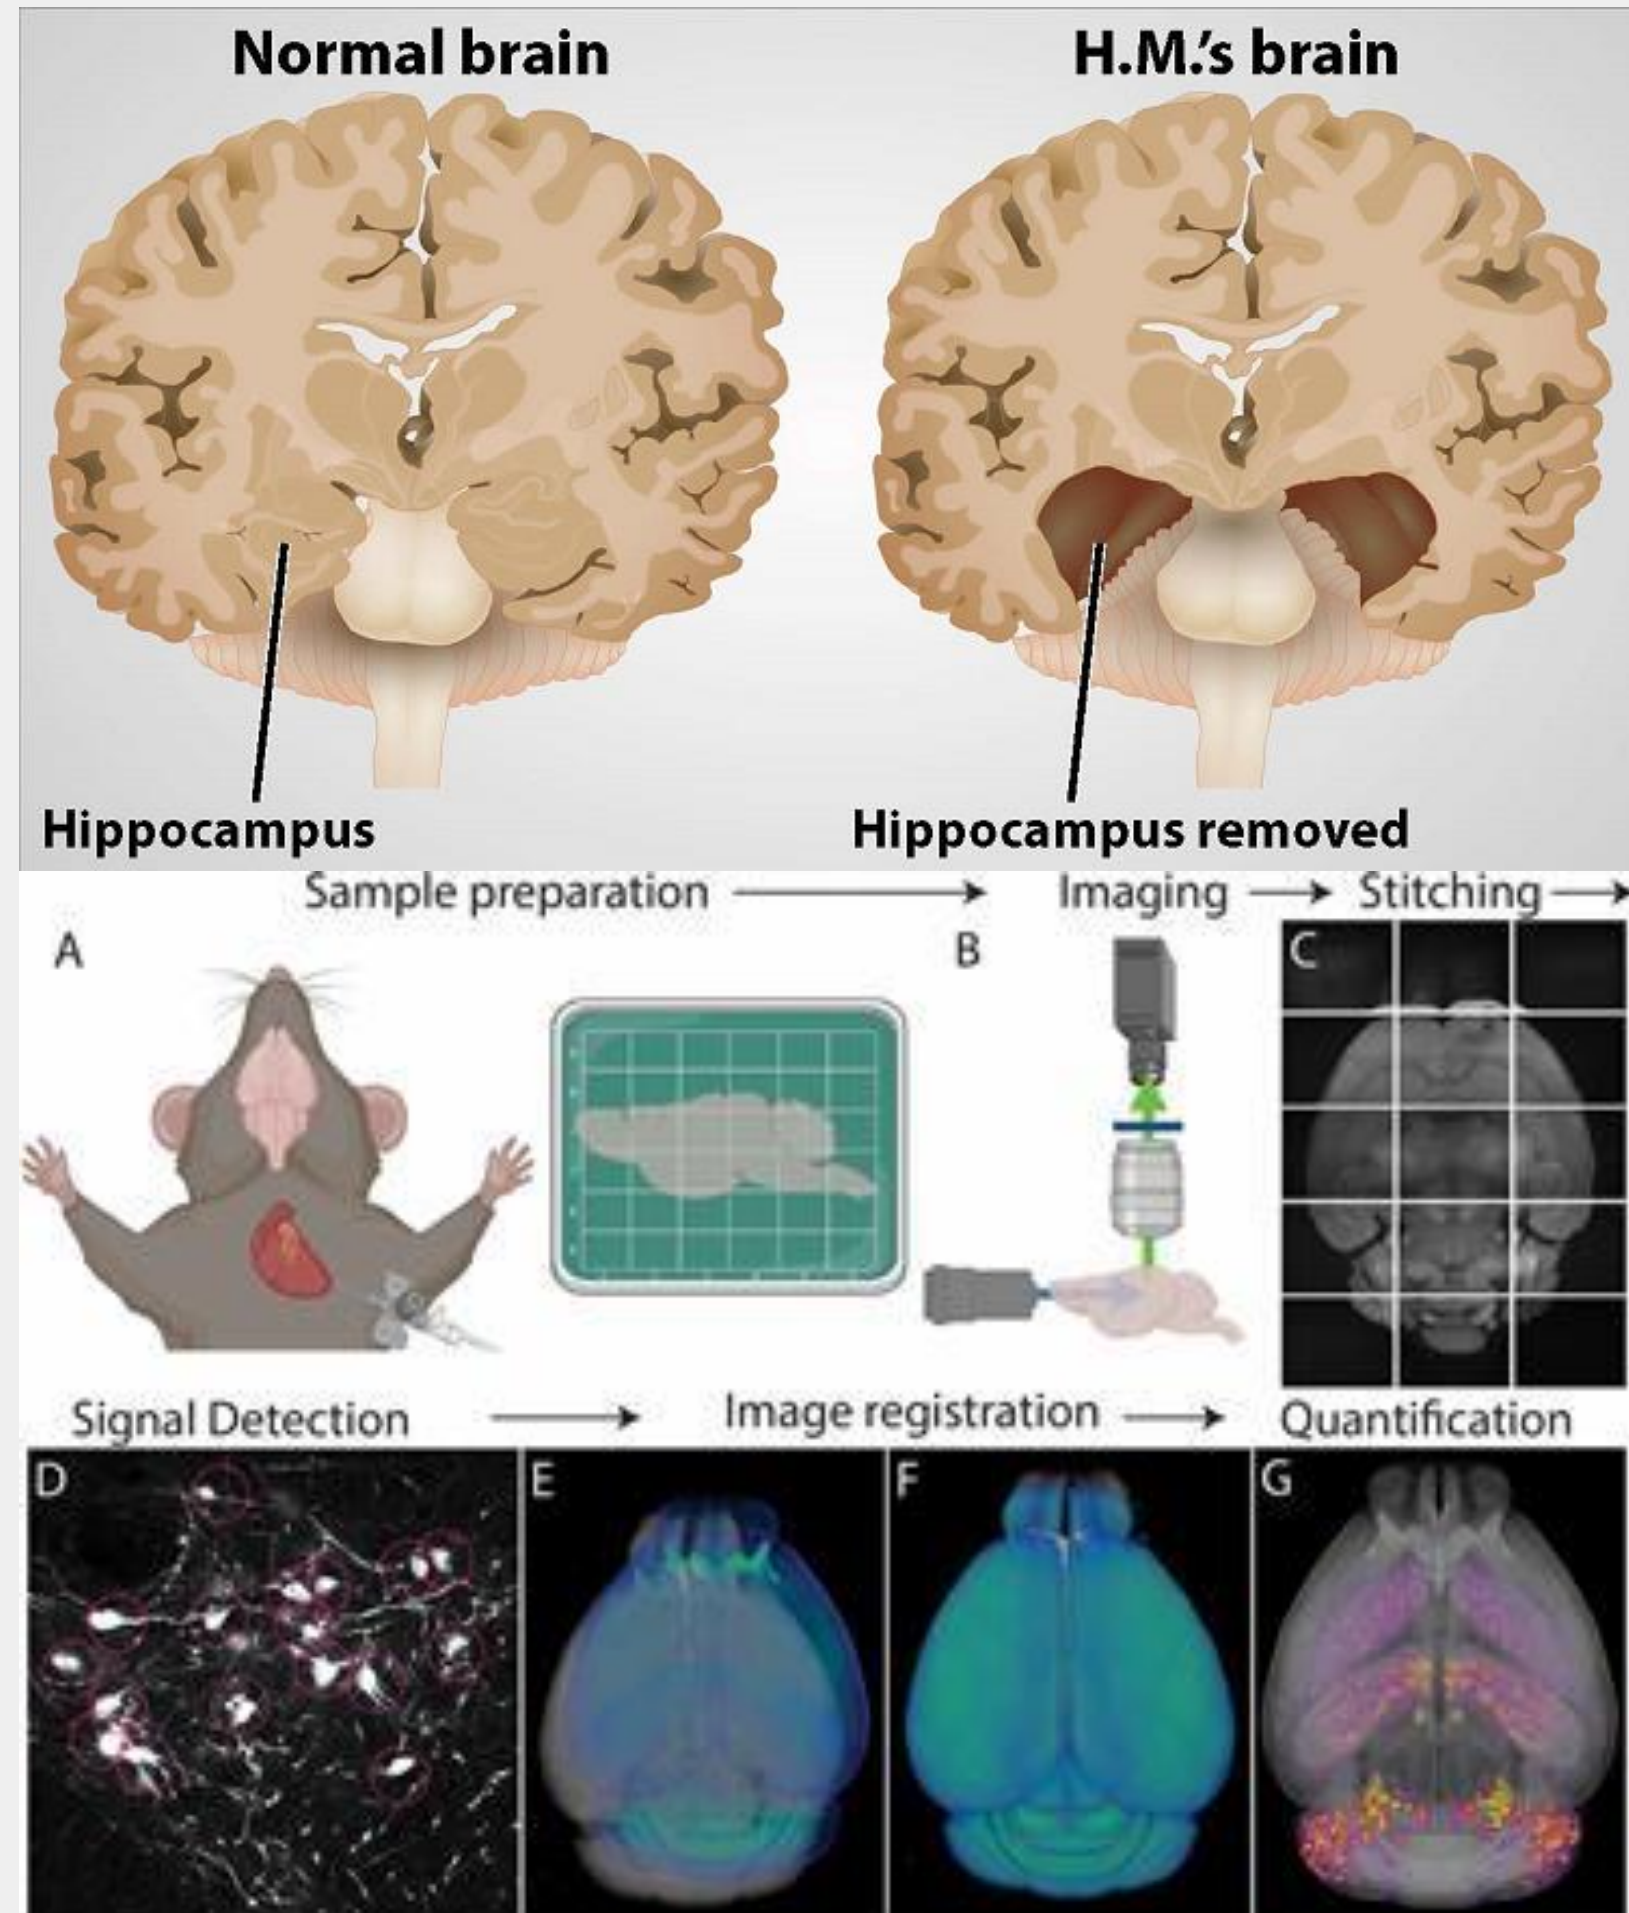 Normal brain
H.M.'s brain
Hippocampus
Hippocampus removed
Sample preparation
Imaging
Stitching
A
B
C
Signal Detection
Image registration
Quantification
D
E
F
G